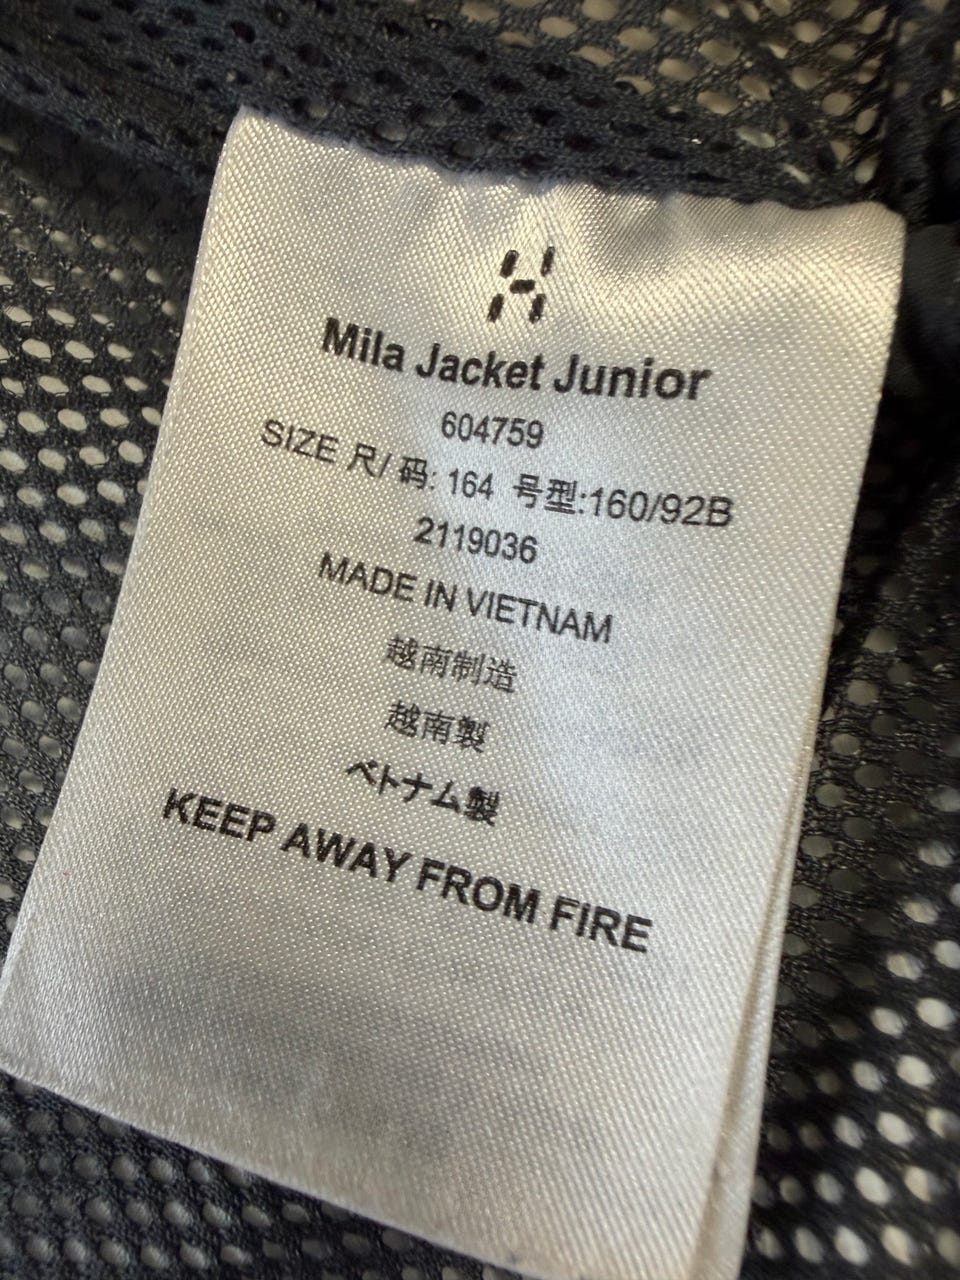 Mila Jacket Junior
604759
SIZE 尺/ 码: 164 号型:160/92B
2119036
MADE IN VIETNAM
越南制造
越南製
ベトナム製
KEEP AWAY FROM FIRE